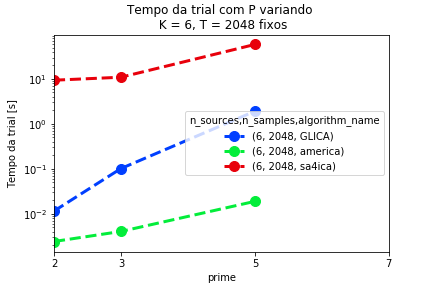 Tempo da trial com P variando
K = 6, T = 2048 fixos
Tempo da trial [s]
10¹
10⁰
10⁻¹
10⁻²
n_sources,n_samples,algorithm_name
(6, 2048, GLICA)
(6, 2048, america)
(6, 2048, sa4ica)
2
3
5
7
prime